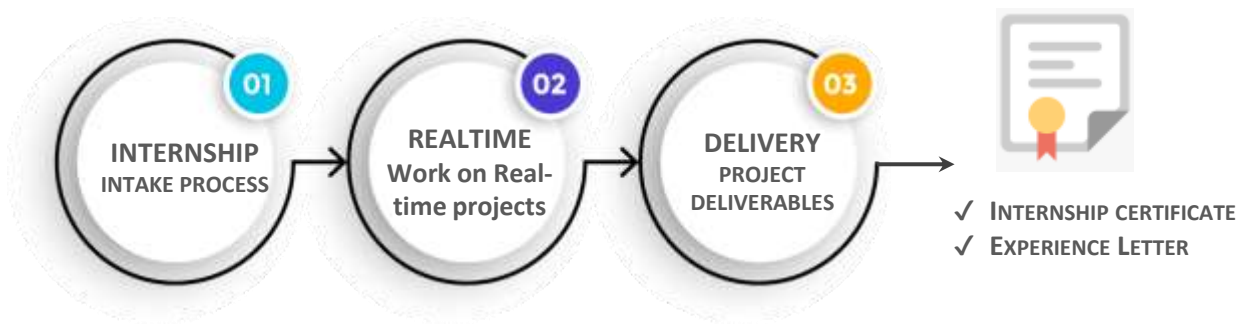 01
INTERNSHIP
INTAKE PROCESS
02
REALTIME
Work on Real-
time projects
03
DELIVERY
PROJECT
DELIVERABLES
✓ INTERNSHIP CERTIFICATE
✓ EXPERIENCE LETTER